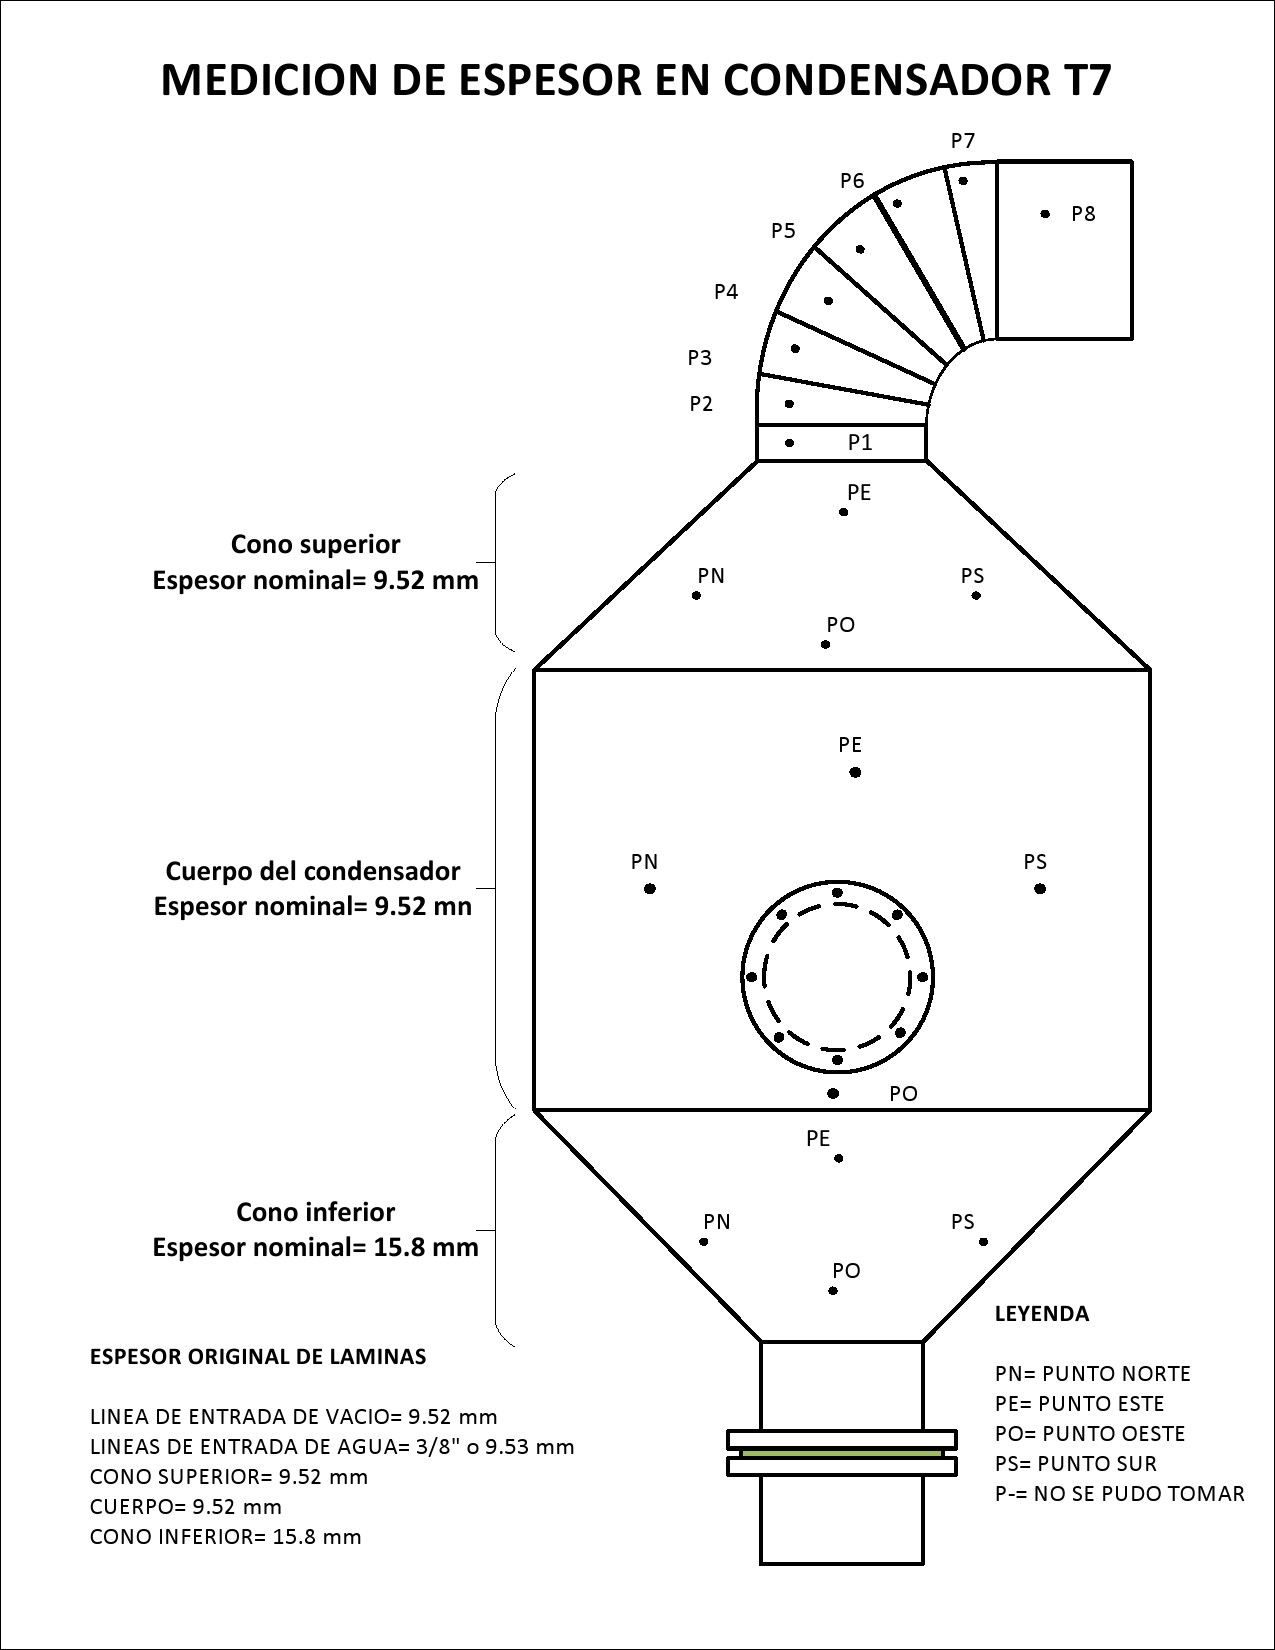 MEDICION DE ESPESOR EN CONDENSADOR T7
P7
P6
P8
P5
P4
P3
P2
P1
PE
Cono superior
Espesor nominal= 9.52 mm
PN
PS
PO
PE
PN
PS
Cuerpo del condensador
Espesor nominal= 9.52 mn
PO
PE
Cono inferior
Espesor nominal= 15.8 mm
PN
PS
PO
ESPESOR ORIGINAL DE LAMINAS
LINEA DE ENTRADA DE VACIO= 9.52 mm
LINEAS DE ENTRADA DE AGUA= 3/8" o 9.53 mm
CONO SUPERIOR= 9.52 mm
CUERPO= 9.52 mm
CONO INFERIOR= 15.8 mm
LEYENDA
PN= PUNTO NORTE
PE= PUNTO ESTE
PO= PUNTO OESTE
PS= PUNTO SUR
P-= NO SE PUDO TOMAR